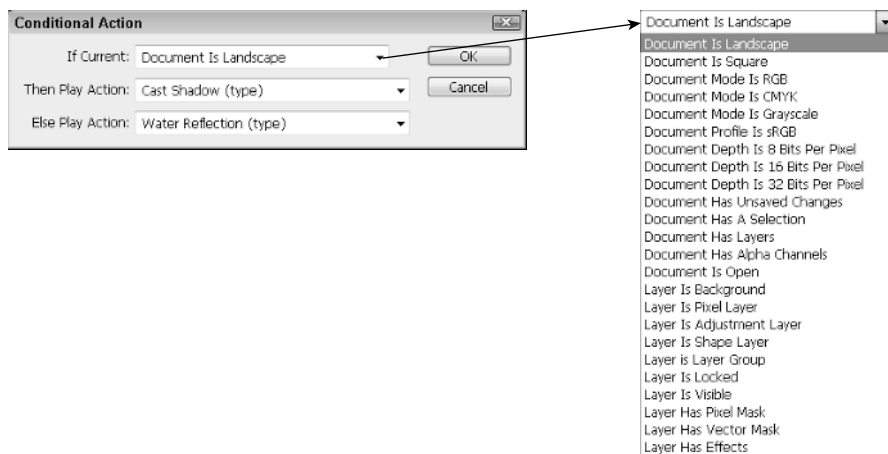 Conditional Action
If Current: Document Is Landscape
OK
Then Play Action: Cast Shadow (type)
Cancel
Else Play Action: Water Reflection (type)
Document Is Landscape
Document Is Landscape
Document Is Square
Document Mode Is RGB
Document Mode Is CMYK
Document Mode Is Grayscale
Document Profile Is sRGB
Document Depth Is 8 Bits Per Pixel
Document Depth Is 16 Bits Per Pixel
Document Depth Is 32 Bits Per Pixel
Document Has Unsaved Changes
Document Has A Selection
Document Has Layers
Document Has Alpha Channels
Document Is Open
Layer Is Background
Layer Is Pixel Layer
Layer Is Adjustment Layer
Layer Is Shape Layer
Layer is Layer Group
Layer Is Locked
Layer Is Visible
Layer Has Pixel Mask
Layer Has Vector Mask
Layer Has Effects